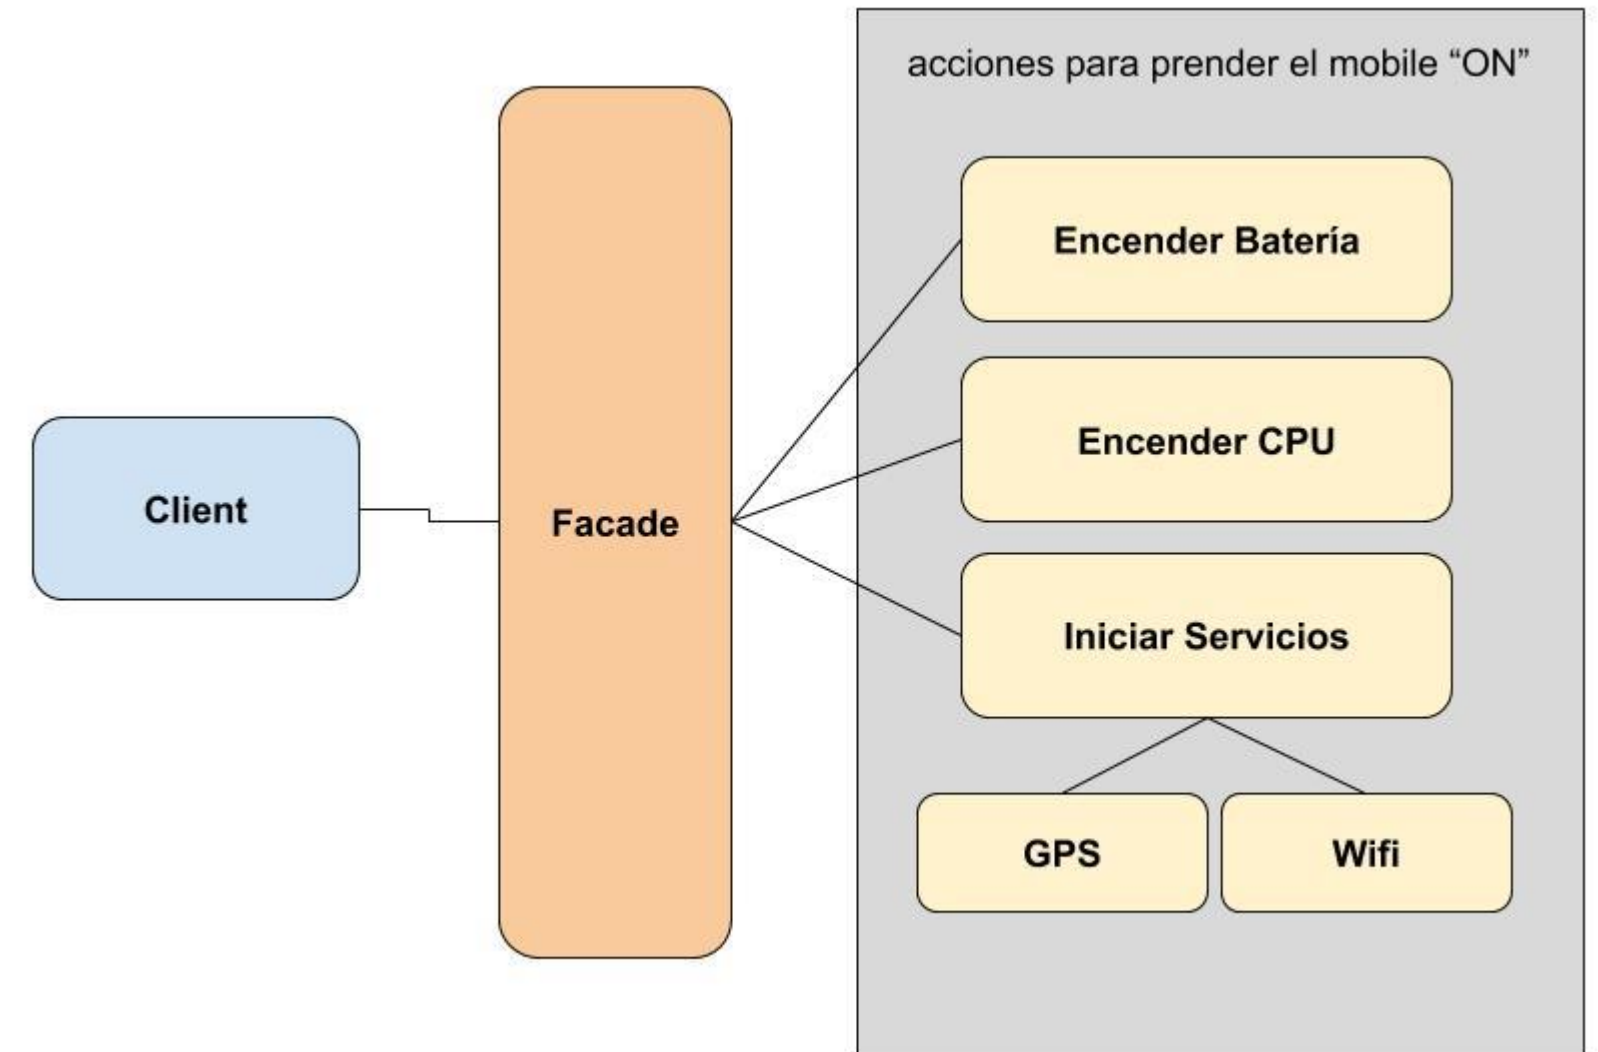 acciones para prender el mobile “ON”
Encender Batería
Encender CPU
Client
Facade
Iniciar Servicios
GPS
Wifi